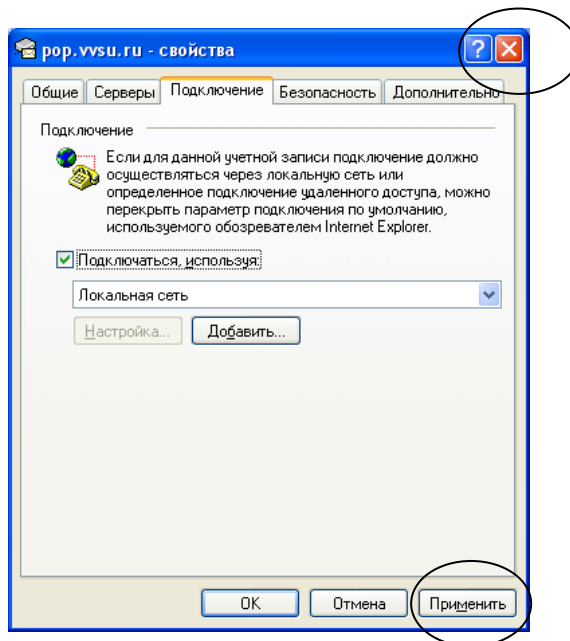 pop.vvsu.ru - свойства
Общие Серверы Подключение Безопасность Дополнительно
Подключение
Если для данной учетной записи подключение должно
осуществляться через локальную сеть или
определенное подключение удаленного доступа, можно
перекрыть параметр подключения по умолчанию,
используемого обозревателем Internet Explorer.
Подключаться, используя:
Локальная сеть
Настройка... Добавить...
OK Отмена Применить